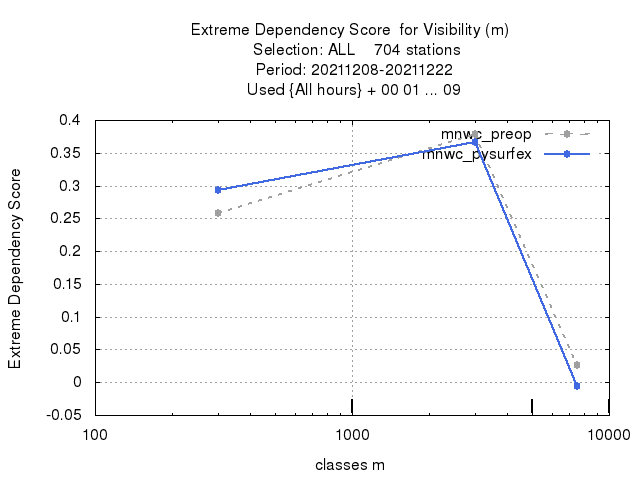 Extreme Dependency Score  for Visibility (m)
Selection: ALL    704 stations
Period: 20211208-20211222
Used {All hours} + 00 01 ... 09
mnwc_preop
mnwc_pysurfex
Extreme Dependency Score
0.4
0.35
0.3
0.25
0.2
0.15
0.1
0.05
0
-0.05
100
1000
10000
classes m